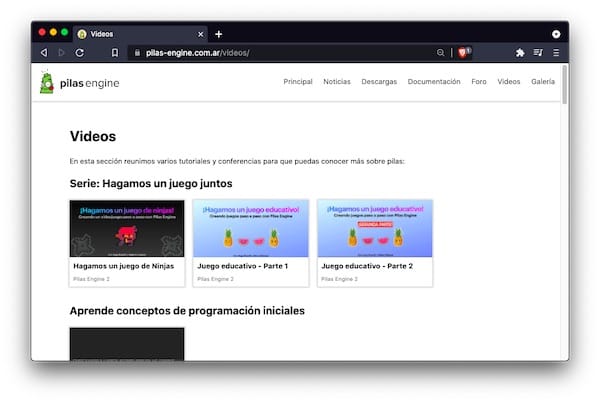 Videos
pilas-engine.com.ar/videos/
pilas engine
Principal Noticias Descargas Documentación Foro Videos Galería
Videos
En esta sección reunimos varios tutoriales y conferencias para que puedas conocer más sobre pilas:
Serie: Hagamos un juego juntos
¡Hagamos un juego de ninjas!
Creando un videojuego paso a paso con Pilas Engine
Hagamos un juego de Ninjas
Pilas Engine 2
¡Hagamos un juego educativo!
Creando juegos paso a paso con Pilas Engine
Juego educativo - Parte 1
Pilas Engine 2
¡Hagamos un juego educativo!
Creando juegos paso a paso con Pilas Engine
SEGUNDA PARTE!
Juego educativo - Parte 2
Pilas Engine 2
Aprende conceptos de programación iniciales